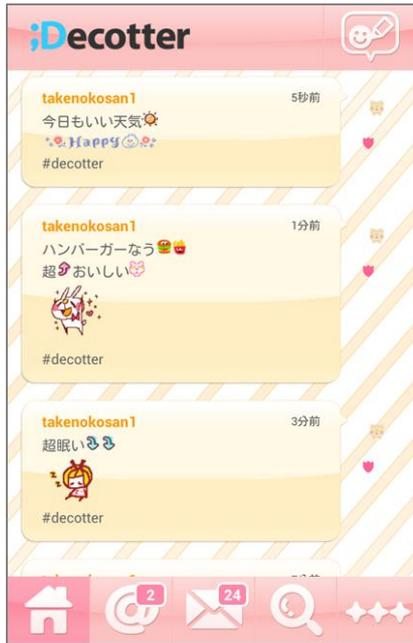 ;Decotter
takenokosan1 5秒前
今日もいい天気
Happy
#decotter
takenokosan1 1分前
ハンバーガーなう
超おいしい
#decotter
takenokosan1 3分前
超眠い
zzz
#decotter
2
24